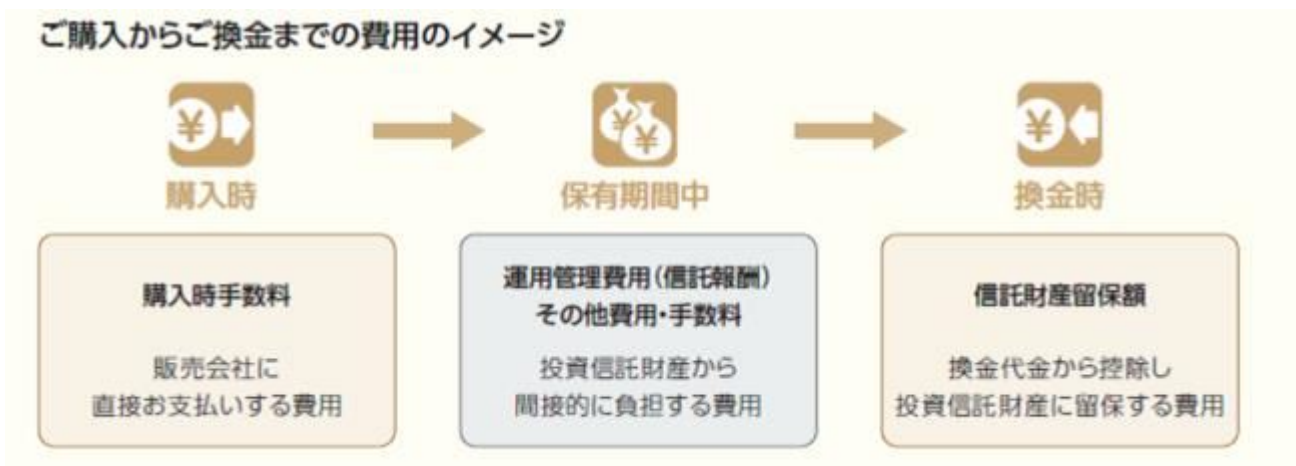 ご購入からご換金までの費用のイメージ
購入時
保有期間中
換金時
購入時手数料
販売会社に
直接お支払いする費用
運用管理費用(信託報酬)
その他費用・手数料
投資信託財産から
間接的に負担する費用
信託財産留保額
換金代金から控除し
投資信託財産に留保する費用